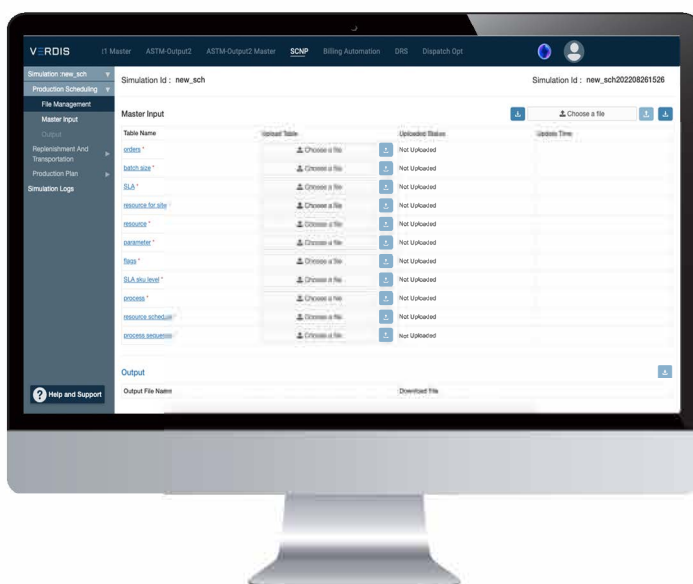 VERDIS
t1 Master ASTM-Output2 ASTM-Output2 Master SCNP Billing Automation DRS Dispatch Opt
Simulation :new_sch
Production Scheduling
File Management
Master Input
Output
Replenishment And
Transportation
Production Plan
Simulation Logs
Help and Support
Simulation Id : new_sch
Simulation Id : new_sch202208261526
Master Input
Choose a file
Table Name Upload Table Uploaded Status Update Time
orders * Choose a file Not Uploaded
batch size * Choose a file Not Uploaded
SLA * Choose a file Not Uploaded
resource for site * Choose a file Not Uploaded
resource * Choose a file Not Uploaded
parameter * Choose a file Not Uploaded
flags * Choose a file Not Uploaded
SLA sku level * Choose a file Not Uploaded
process * Choose a file Not Uploaded
resource schedule * Choose a file Not Uploaded
process sequence * Choose a file Not Uploaded
Output
Output File Name Download File